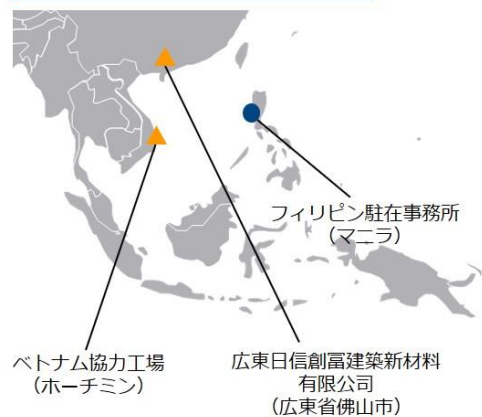 フィリピン駐在事務所
（マニラ）
ベトナム協力工場
（ホーチミン）
広東日信創冨建築新材料
有限公司
（広東省佛山市）